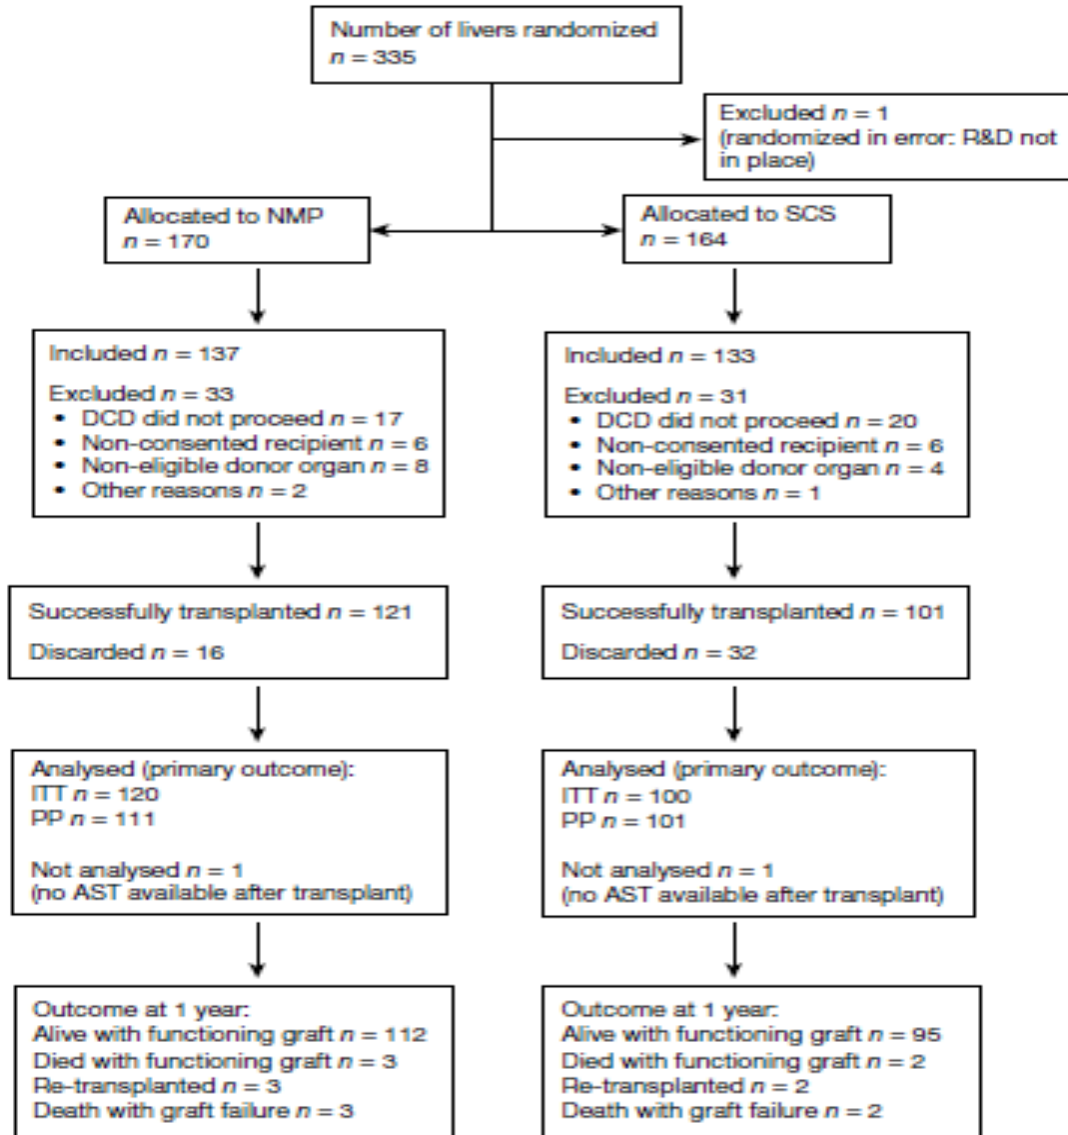 Number of livers randomized
n = 335
Excluded n = 1
(randomized in error: R&D not
in place)
Allocated to NMP
n = 170
Allocated to SCS
n = 164
Included n = 137
Excluded n = 33
• DCD did not proceed n = 17
• Non-consented recipient n = 6
• Non-eligible donor organ n = 8
• Other reasons n = 2
Included n = 133
Excluded n = 31
• DCD did not proceed n = 20
• Non-consented recipient n = 6
• Non-eligible donor organ n = 4
• Other reasons n = 1
Successfully transplanted n = 121
Discarded n = 16
Successfully transplanted n = 101
Discarded n = 32
Analysed (primary outcome):
ITT n = 120
PP n = 111
Not analysed n = 1
(no AST available after transplant)
Analysed (primary outcome):
ITT n = 100
PP n = 101
Not analysed n = 1
(no AST available after transplant)
Outcome at 1 year:
Alive with functioning graft n = 112
Died with functioning graft n = 3
Re-transplanted n = 3
Death with graft failure n = 3
Outcome at 1 year:
Alive with functioning graft n = 95
Died with functioning graft n = 2
Re-transplanted n = 2
Death with graft failure n = 2